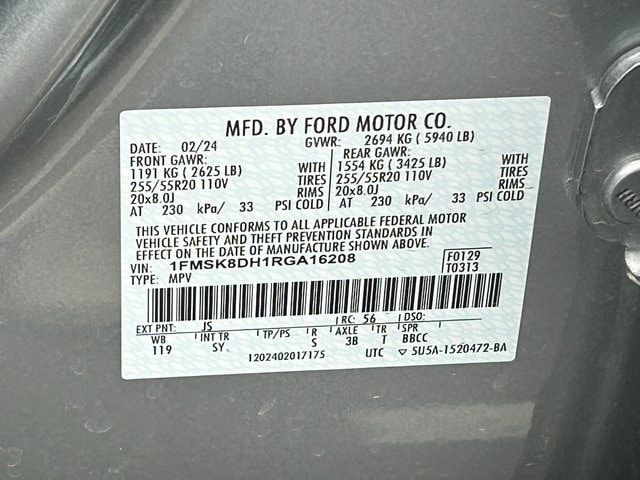 MFD. BY FORD MOTOR CO.
DATE: 02/24 GVWR: 2694 KG ( 5940 LB)
FRONT GAWR: REAR GAWR:
1191 KG ( 2625 LB) WITH 1554 KG ( 3425 LB) WITH
255/55R20 110V TIRES 255/55R20 110V TIRES
20x8.0J RIMS 20x8.0J RIMS
AT 230 kPa/ 33 PSI COLD AT 230 kPa/ 33 PSI COLD
THIS VEHICLE CONFORMS TO ALL APPLICABLE FEDERAL MOTOR
VEHICLE SAFETY AND THEFT PREVENTION STANDARDS IN
EFFECT ON THE DATE OF MANUFACTURE SHOWN ABOVE.
VIN: 1FMSK8DH1RGA16208 F0129
TYPE: MPV T0313
EXT PNT: JS RC: 56 DSO:
WB INT TR TP/PS R AXLE TR SPR
119 SY S 3B T BBCC
1202402017175 UTC ▽ 5U5A-1520472-BA